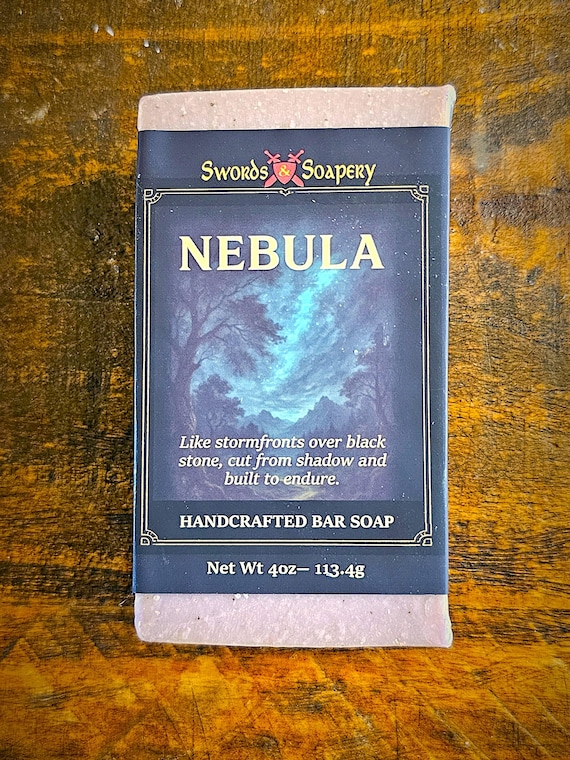 Swords & Soapery
NEBULA
Like stormfronts over black
stone, cut from shadow and
built to endure.
HANDCRAFTED BAR SOAP
Net Wt 4oz— 113.4g